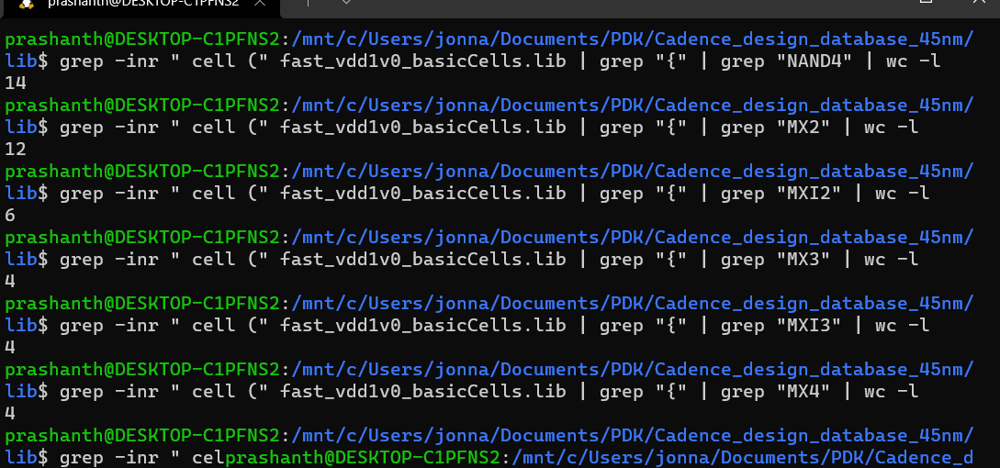 prashanth@DESKTOP-C1PFNS2
prashanth@DESKTOP-C1PFNS2:/mnt/c/Users/jonna/Documents/PDK/Cadence_design_database_45nm/
lib$ grep -inr " cell (" fast_vdd1v0_basicCells.lib | grep "{" | grep "NAND4" | wc -l
14
prashanth@DESKTOP-C1PFNS2:/mnt/c/Users/jonna/Documents/PDK/Cadence_design_database_45nm/
lib$ grep -inr " cell (" fast_vdd1v0_basicCells.lib | grep "{" | grep "MX2" | wc -l
12
prashanth@DESKTOP-C1PFNS2:/mnt/c/Users/jonna/Documents/PDK/Cadence_design_database_45nm/
lib$ grep -inr " cell (" fast_vdd1v0_basicCells.lib | grep "{" | grep "MXI2" | wc -l
6
prashanth@DESKTOP-C1PFNS2:/mnt/c/Users/jonna/Documents/PDK/Cadence_design_database_45nm/
lib$ grep -inr " cell (" fast_vdd1v0_basicCells.lib | grep "{" | grep "MX3" | wc -l
4
prashanth@DESKTOP-C1PFNS2:/mnt/c/Users/jonna/Documents/PDK/Cadence_design_database_45nm/
lib$ grep -inr " cell (" fast_vdd1v0_basicCells.lib | grep "{" | grep "MXI3" | wc -l
4
prashanth@DESKTOP-C1PFNS2:/mnt/c/Users/jonna/Documents/PDK/Cadence_design_database_45nm/
lib$ grep -inr " cell (" fast_vdd1v0_basicCells.lib | grep "{" | grep "MX4" | wc -l
4
prashanth@DESKTOP-C1PFNS2:/mnt/c/Users/jonna/Documents/PDK/Cadence_design_database_45nm/
lib$ grep -inr " celprashanth@DESKTOP-C1PFNS2:/mnt/c/Users/jonna/Documents/PDK/Cadence_d